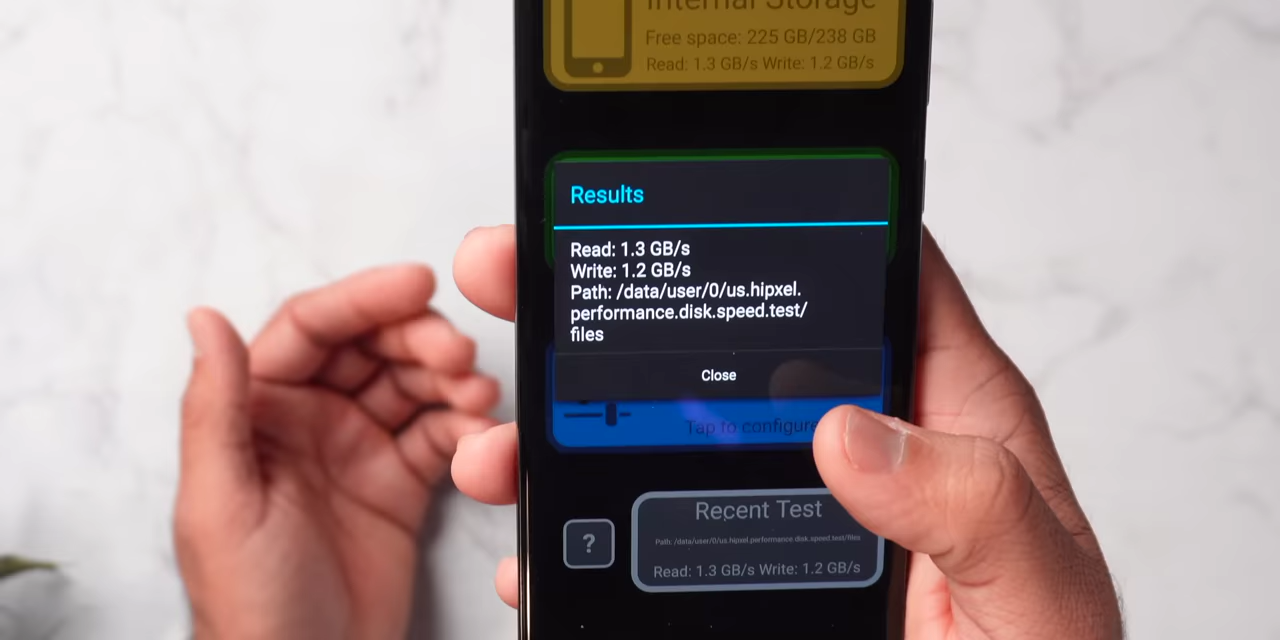 Internal Storage
Free space: 225 GB/238 GB
Read: 1.3 GB/s Write: 1.2 GB/s
Results
Read: 1.3 GB/s
Write: 1.2 GB/s
Path: /data/user/0/us.hipxel.
performance.disk.speed.test/
files
Close
Tap to configure
?
Recent Test
Path: /data/user/0/us.hipxel.performance.disk.speed.test/files
Read: 1.3 GB/s Write: 1.2 GB/s